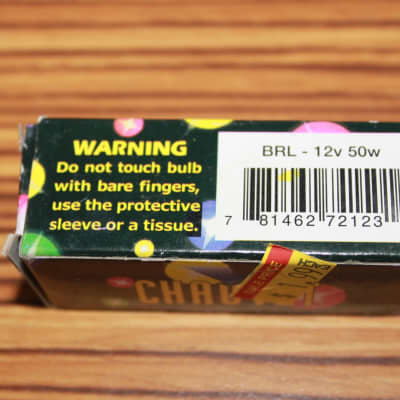 WARNING
Do not touch bulb
with bare fingers,
use the protective
sleeve or a tissue.
BRL - 12v 50w
7 81462 72123
CHAU